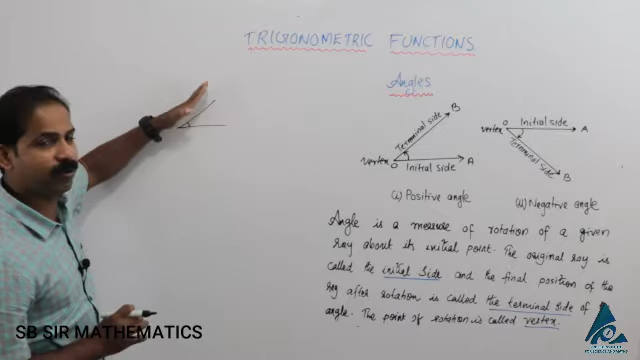 TRIGONOMETRIC FUNCTIONS
Angles
B
Terminal side
vertex
O
Initial side
A
(i) Positive angle
O
Initial side
A
vertex
Terminal side
B
(ii) Negative angle
Angle is a measure of rotation of a given
ray about its initial point. The original ray is
called the initial side and the final position of the
ray after rotation is called the terminal side of
angle. The point of rotation is called vertex.
SB SIR MATHEMATICS